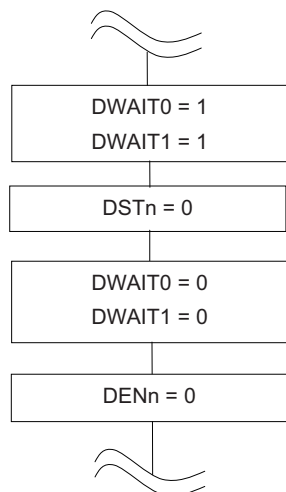 DWAIT0 = 1
DWAIT1 = 1
DSTn = 0
DWAIT0 = 0
DWAIT1 = 0
DENn = 0